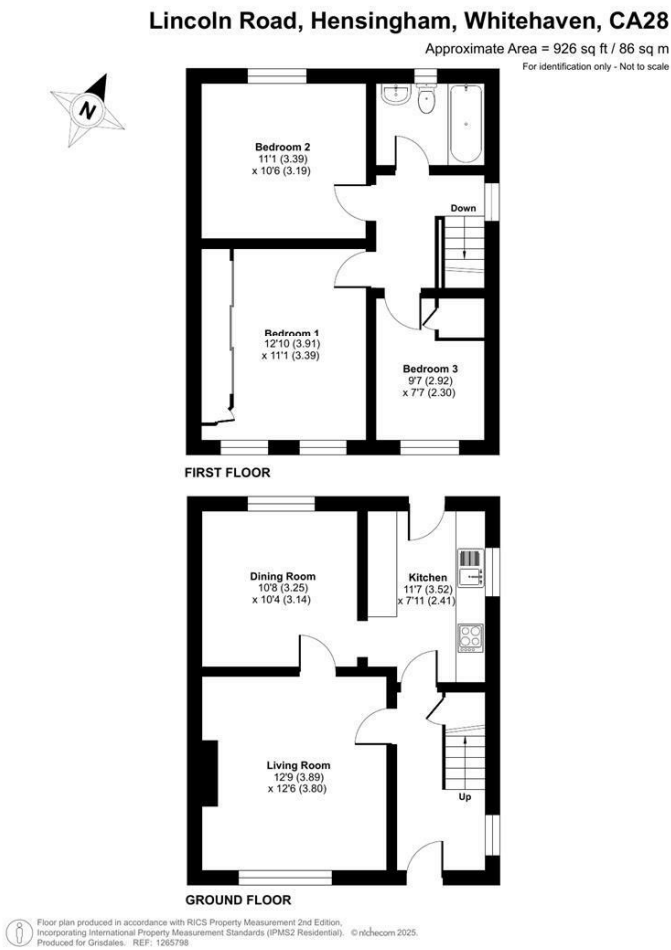 Lincoln Road, Hensingham, Whitehaven, CA28
Approximate Area = 926 sq ft / 86 sq m
For identification only - Not to scale
N
Bedroom 2
11'1 (3.39)
x 10'6 (3.19)
Down
Bedroom 1
12'10 (3.91)
x 11'1 (3.39)
Bedroom 3
9'7 (2.92)
x 7'7 (2.30)
FIRST FLOOR
Dining Room
10'8 (3.25)
x 10'4 (3.14)
Kitchen
11'7 (3.52)
x 7'11 (2.41)
Living Room
12'9 (3.89)
x 12'6 (3.80)
Up
GROUND FLOOR
Floor plan produced in accordance with RICS Property Measurement 2nd Edition,
Incorporating International Property Measurement Standards (IPMS2 Residential). © nichecom 2025.
Produced for Grisdales. REF: 1265798